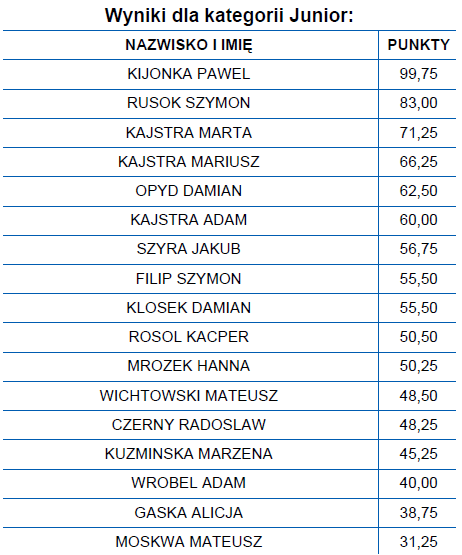 Wyniki dla kategorii Junior:
NAZWISKO I IMIĘ PUNKTY
KIJONKA PAWEL 99,75
RUSOK SZYMON 83,00
KAJSTRA MARTA 71,25
KAJSTRA MARIUSZ 66,25
OPYD DAMIAN 62,50
KAJSTRA ADAM 60,00
SZYRA JAKUB 56,75
FILIP SZYMON 55,50
KLOSEK DAMIAN 55,50
ROSOL KACPER 50,50
MROZEK HANNA 50,25
WICHTOWSKI MATEUSZ 48,50
CZERNY RADOSLAW 48,25
KUZMINSKA MARZENA 45,25
WROBEL ADAM 40,00
GASKA ALICJA 38,75
MOSKWA MATEUSZ 31,25